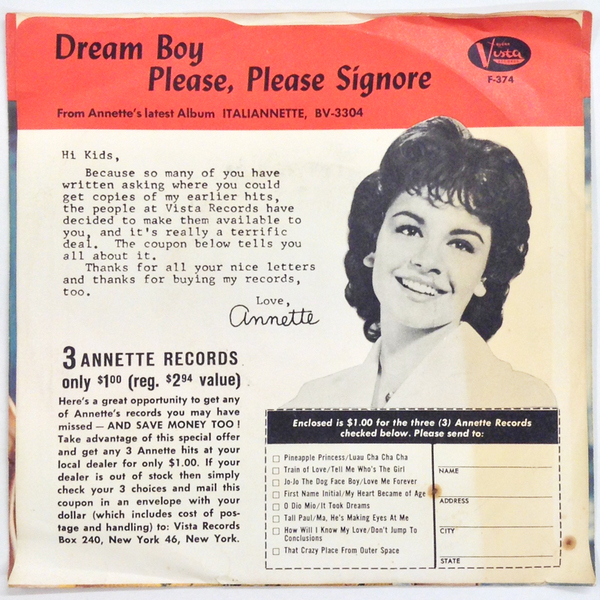 Dream Boy
Please, Please Signore
Vista
F-374
From Annette's latest Album ITALIANNETTE, BV-3304
Hi Kids,
Because so many of you have
written asking where you could
get copies of my earlier hits,
the people at Vista Records have
decided to make them available to
you, and it's really a terrific
deal. The coupon below tells you
all about it.
Thanks for all your nice letters
and thanks for buying my records,
too.
Love,
Annette
3 ANNETTE RECORDS
only $100 (reg. $2 94 value)
Here's a great opportunity to get any
of Annette's records you may have
missed — AND SAVE MONEY TOO!
Take advantage of this special offer
and get any 3 Annette hits at your
local dealer for only $1.00. If your
dealer is out of stock then simply
check your 3 choices and mail this
coupon in an envelope with your
dollar (which includes cost of pos-
tage and handling) to: Vista Records
Box 240, New York 46, New York.
Enclosed is $1.00 for the three (3) Annette Records
checked below. Please send to:
Pineapple Princess/Luau Cha Cha Cha
Train of Love/Tell Me Who's The Girl
Jo-Jo The Dog Face Boy/Love Me Forever
First Name Initial/My Heart Became of Age
O Dio Mio/It Took Dreams
Tall Paul/Ma, He's Making Eyes At Me
How Will I Know My Love/Don't Jump To
Conclusions
That Crazy Place From Outer Space
NAME
ADDRESS
CITY
STATE